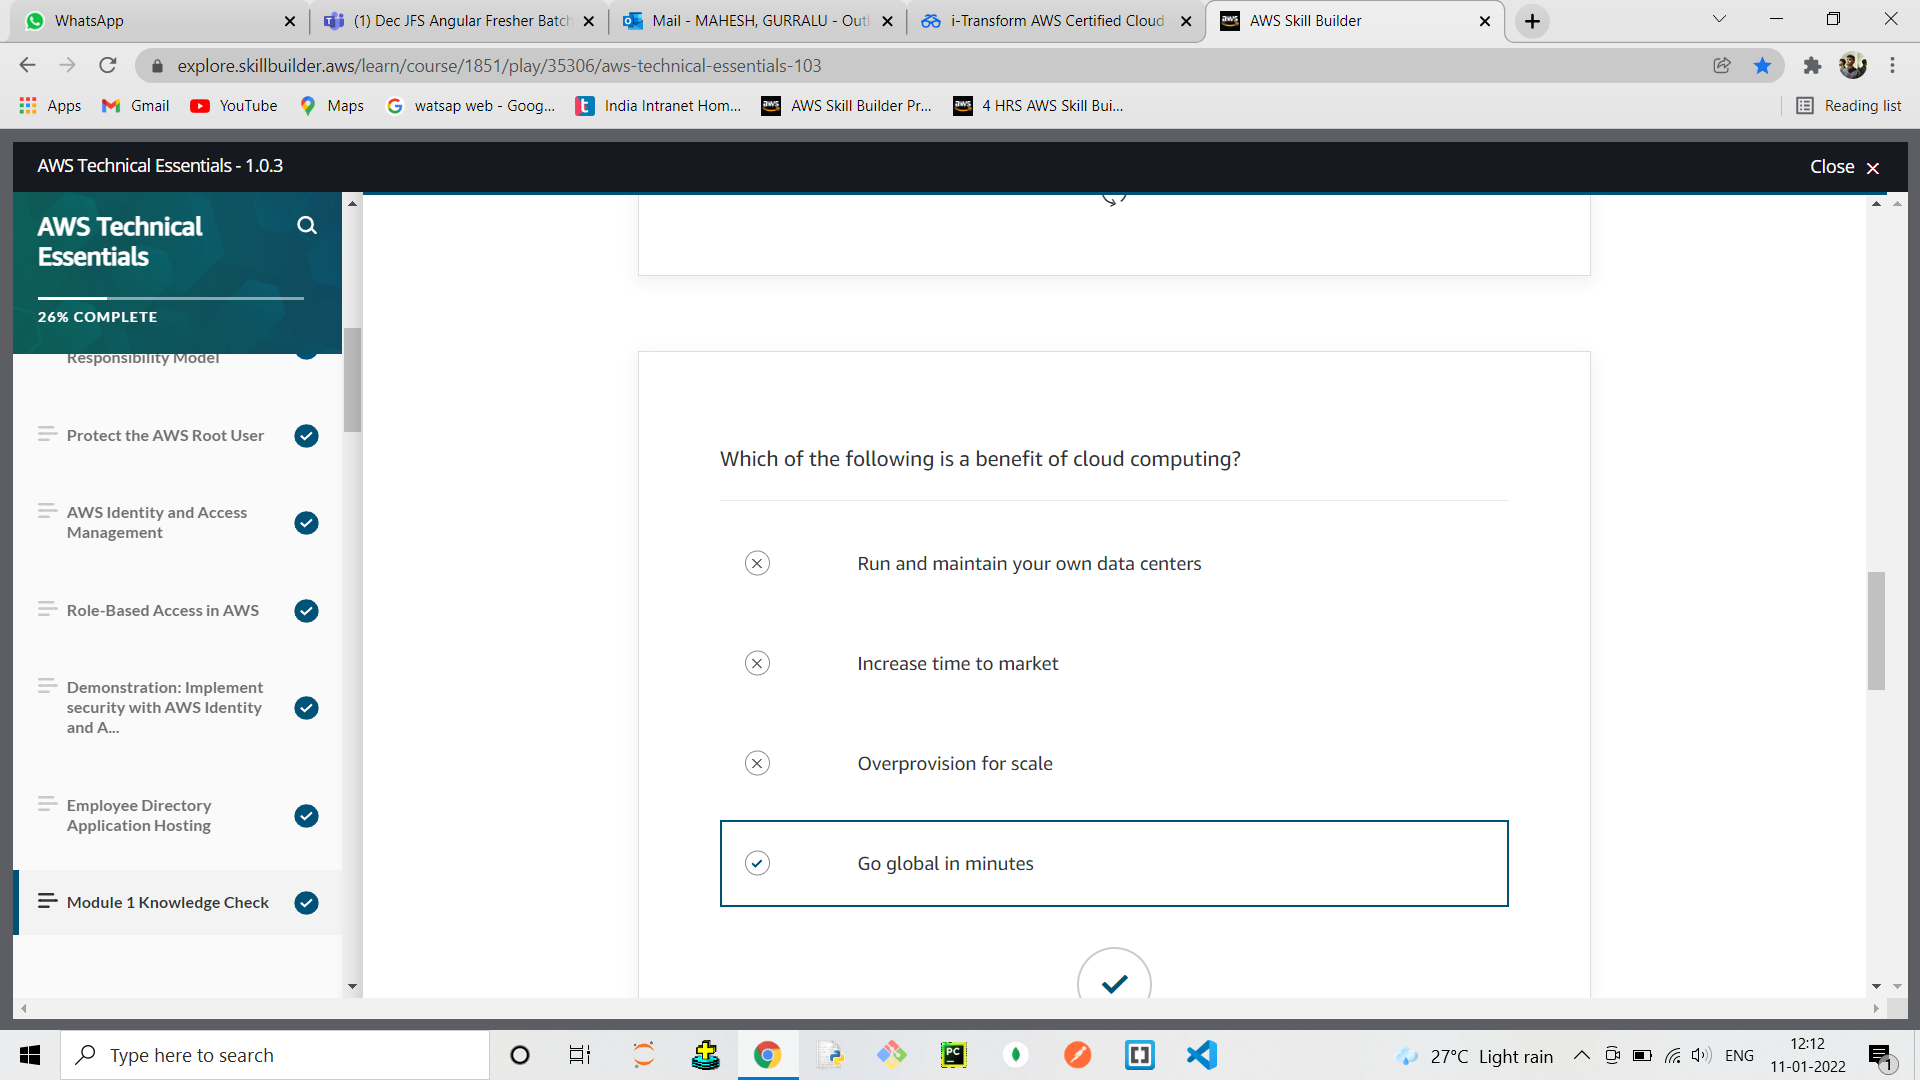 WhatsApp
(1) Dec JFS Angular Fresher Batch
Mail - MAHESH, GURRALU - Outl
i-Transform AWS Certified Cloud
aws
AWS Skill Builder
explore.skillbuilder.aws/learn/course/1851/play/35306/aws-technical-essentials-103
Apps
Gmail
YouTube
Maps
watsap web - Goog...
India Intranet Hom...
aws
AWS Skill Builder Pr...
aws
4 HRS AWS Skill Bui...
Reading list
AWS Technical Essentials - 1.0.3
Close
AWS Technical
Essentials
26% COMPLETE
Responsibility Model
Protect the AWS Root User
AWS Identity and Access
Management
Role-Based Access in AWS
Demonstration: Implement
security with AWS Identity
and A...
Employee Directory
Application Hosting
Module 1 Knowledge Check
Which of the following is a benefit of cloud computing?
Run and maintain your own data centers
Increase time to market
Overprovision for scale
Go global in minutes
Type here to search
PC
27°C Light rain
ENG
12:12
11-01-2022
1